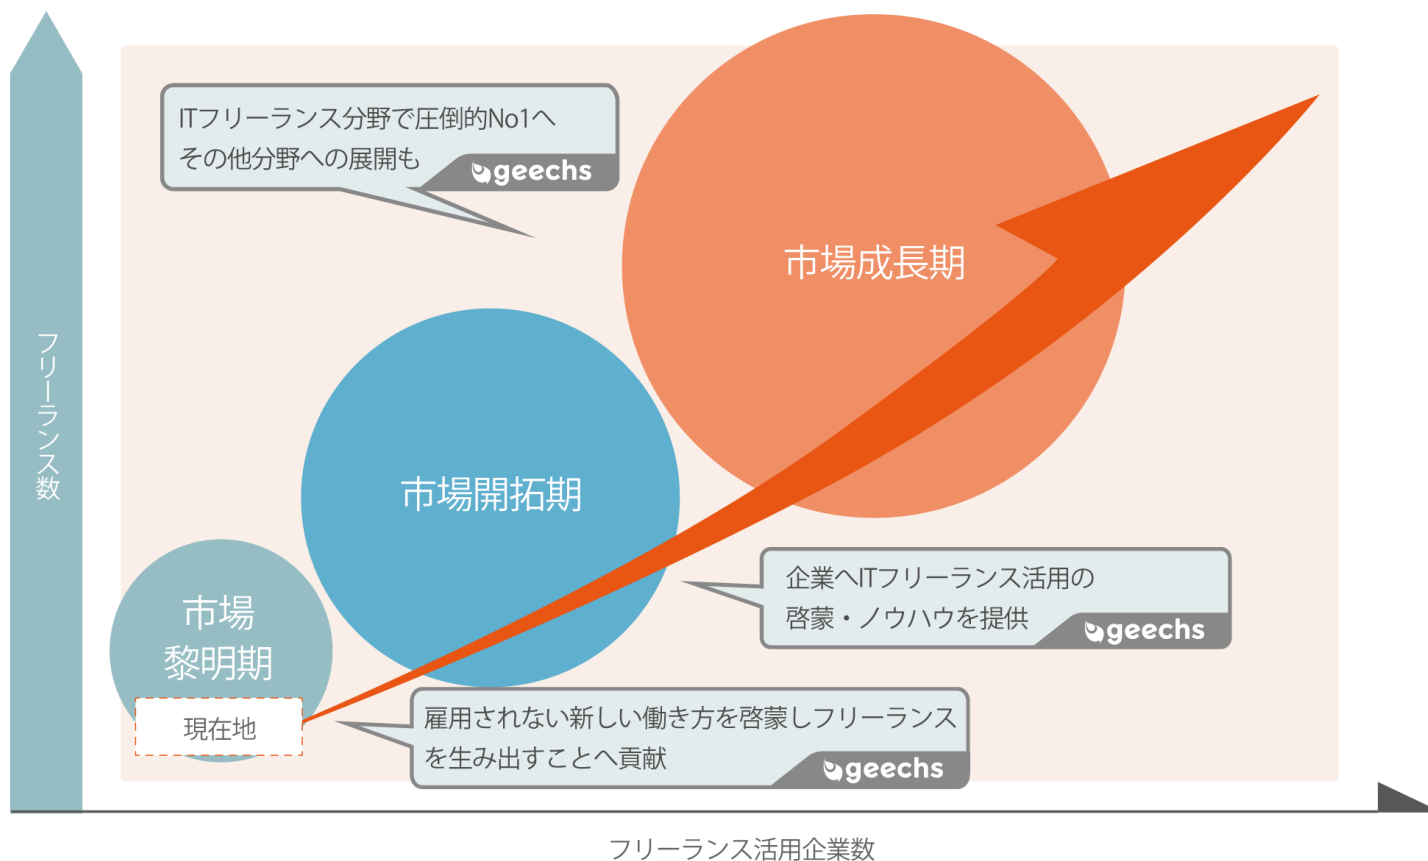 ITフリーランス分野で圧倒的No1へ
その他分野への展開も
geechs
市場成長期
フリーランス数
市場開拓期
企業へITフリーランス活用の
啓蒙・ノウハウを提供
geechs
市場
黎明期
現在地
雇用されない新しい働き方を啓蒙しフリーランス
を生み出すことへ貢献
geechs
フリーランス活用企業数